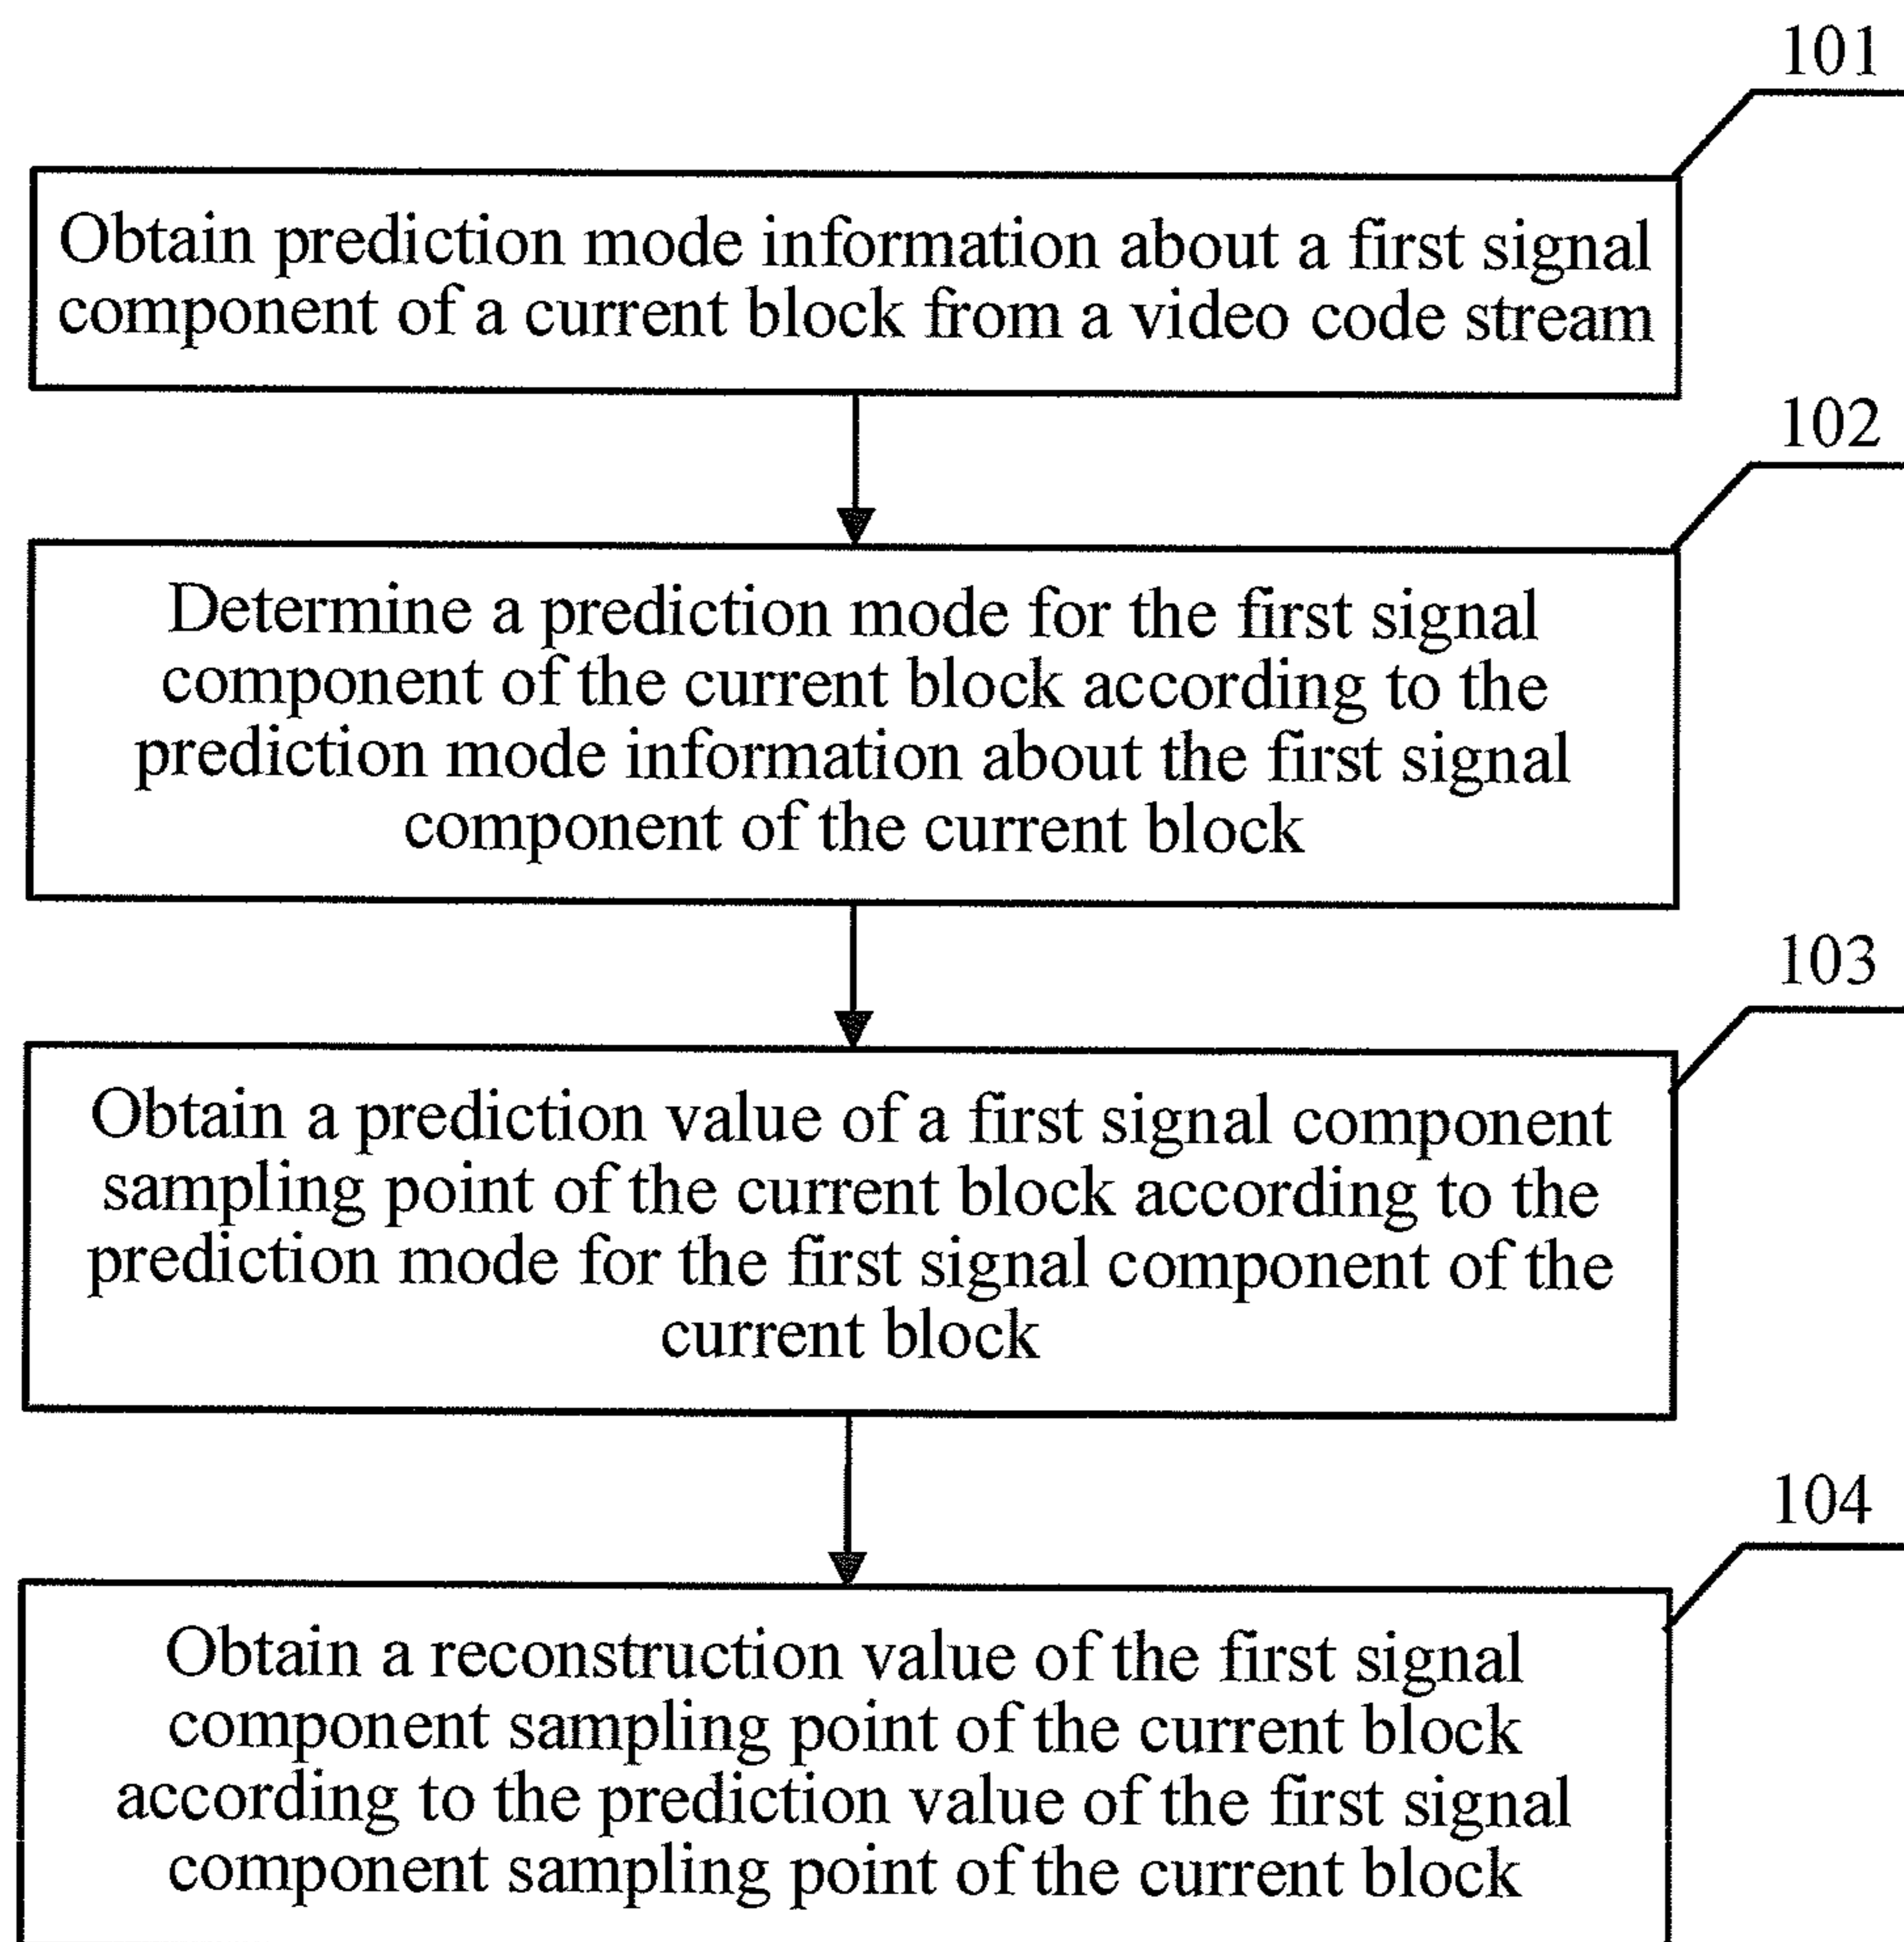 101
Obtain prediction mode information about a first signal
component of a current block from a video code stream
102
Determine a prediction mode for the first signal
component of the current block according to the
prediction mode information about the first signal
component of the current block
103
Obtain a prediction value of a first signal component
sampling point of the current block according to the
prediction mode for the first signal component of the
current block
104
Obtain a reconstruction value of the first signal
component sampling point of the current block
according to the prediction value of the first signal
component sampling point of the current block